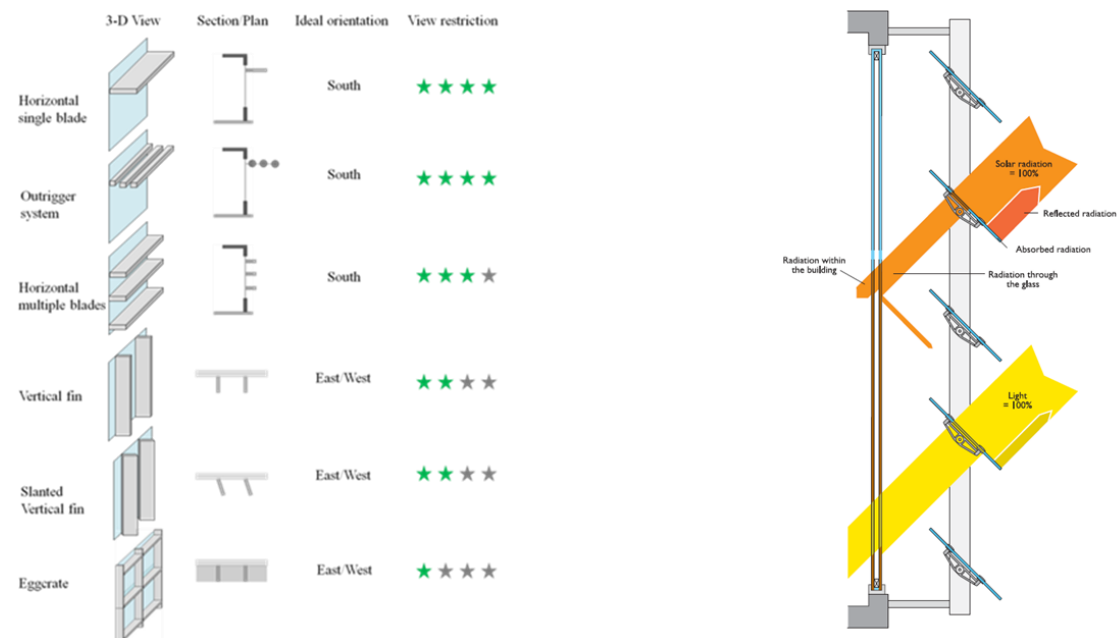 3-D View Section Plan Ideal orientation View restriction
Horizontal
single blade
South
Outrigger
system
South
Horizontal
multiple blades
South
Vertical fin
East/West
Slanted
Vertical fin
East/West
Eggcrate
East/West
Solar radiation
= 100%
Reflected radiation
Absorbed radiation
Radiation within
the building
Radiation through
the glass
Light
= 100%